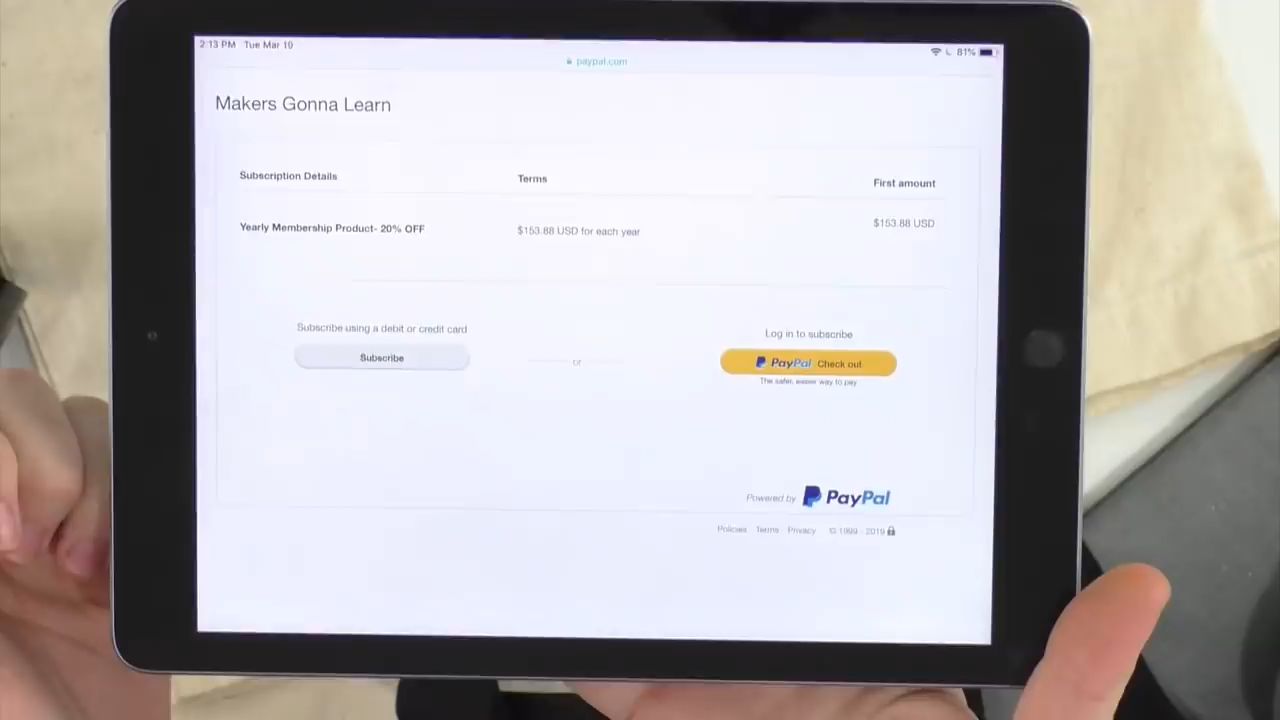 2:13 PM Tue Mar 19
81%
paypal.com
Makers Gonna Learn
Subscription Details Terms First amount
Yearly Membership Product- 20% OFF $153.88 USD for each year $153.88 USD
Subscribe using a debit or credit card
Subscribe
or
Log in to subscribe
PayPal Check out
The safer, easier way to pay
Powered by PayPal
Policies Terms Privacy © 1999 - 2019